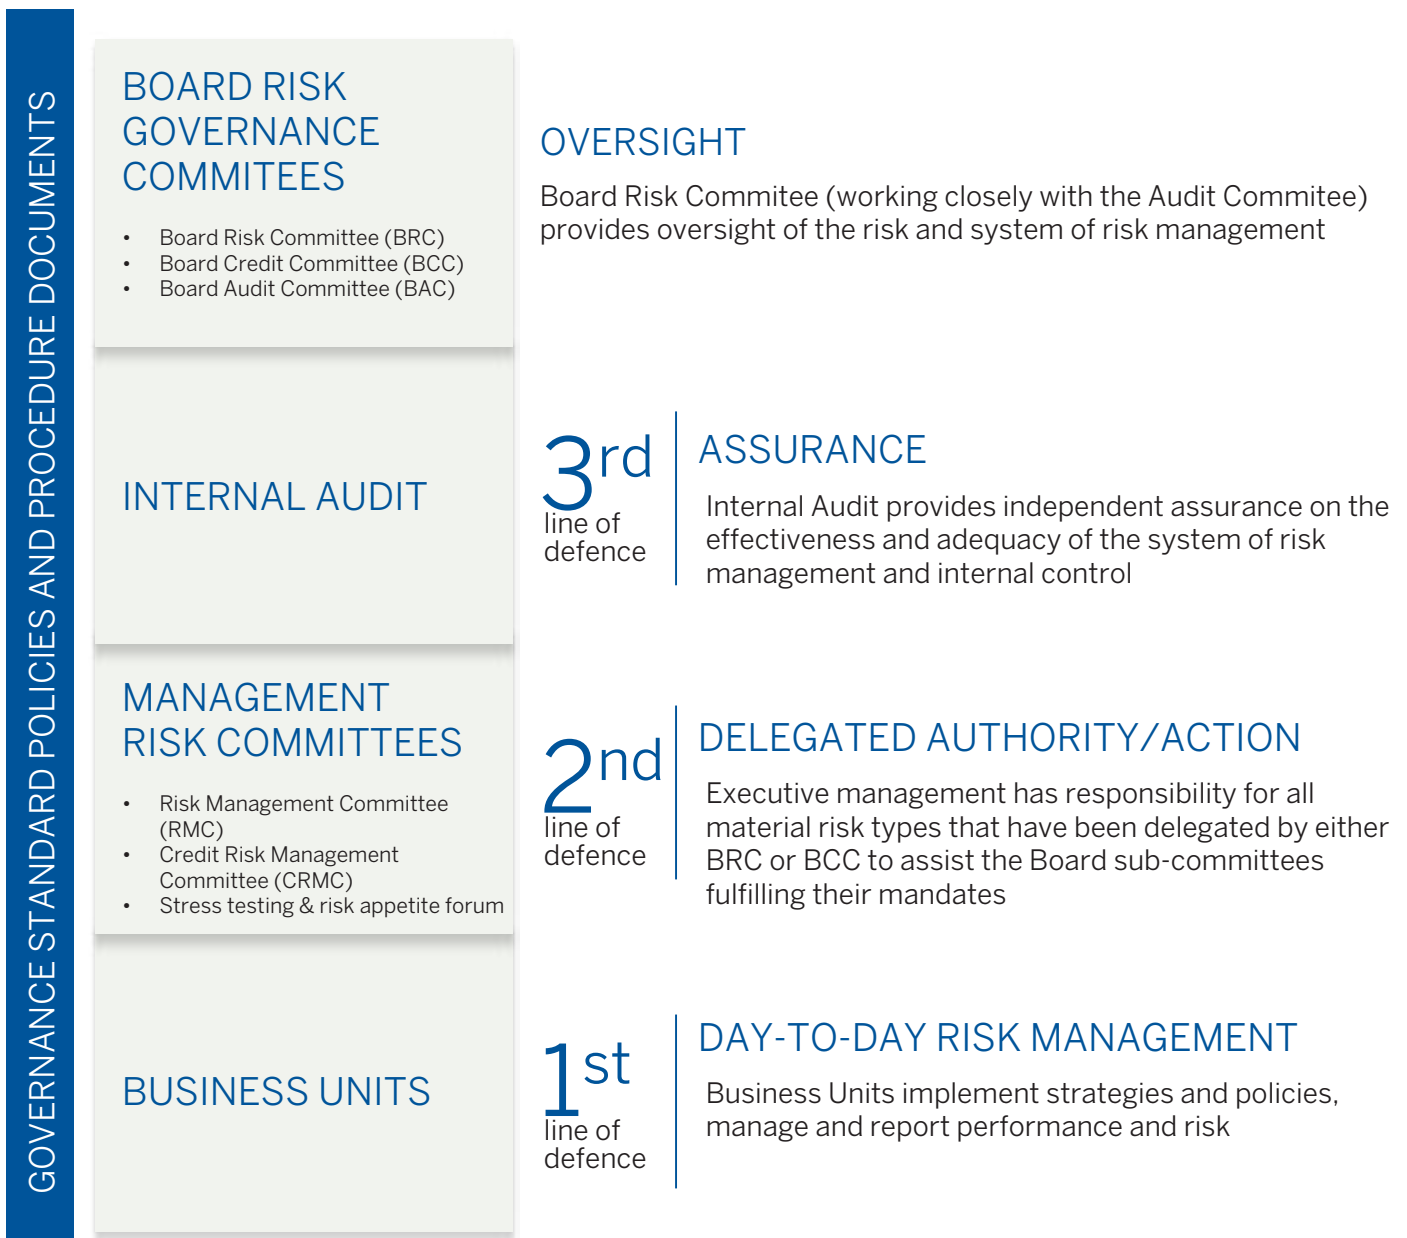 GOVERNANCE STANDARD POLICIES AND PROCEDURE DOCUMENTS
BOARD RISK
GOVERNANCE
COMMITEES
• Board Risk Committee (BRC)
• Board Credit Committee (BCC)
• Board Audit Committee (BAC)
OVERSIGHT
Board Risk Commitee (working closely with the Audit Commitee)
provides oversight of the risk and system of risk management
INTERNAL AUDIT
3rd
line of
defence
ASSURANCE
Internal Audit provides independent assurance on the
effectiveness and adequacy of the system of risk
management and internal control
MANAGEMENT
RISK COMMITTEES
• Risk Management Committee
(RMC)
• Credit Risk Management
Committee (CRMC)
• Stress testing & risk appetite forum
2nd
line of
defence
DELEGATED AUTHORITY/ACTION
Executive management has responsibility for all
material risk types that have been delegated by either
BRC or BCC to assist the Board sub-committees
fulfilling their mandates
BUSINESS UNITS
1st
line of
defence
DAY-TO-DAY RISK MANAGEMENT
Business Units implement strategies and policies,
manage and report performance and risk